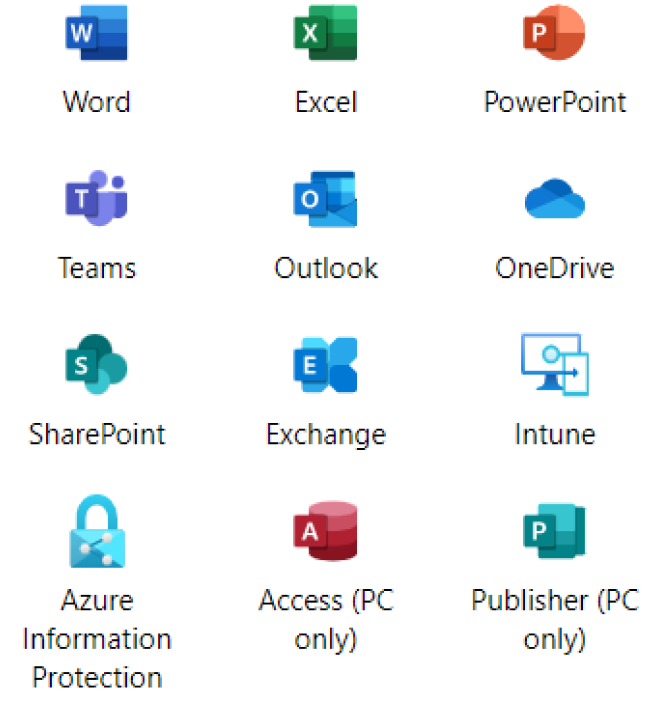 W X P
Word Excel PowerPoint
T O
Teams Outlook OneDrive
S E
SharePoint Exchange Intune
A P
Azure Access (PC Publisher (PC
Information only) only)
Protection